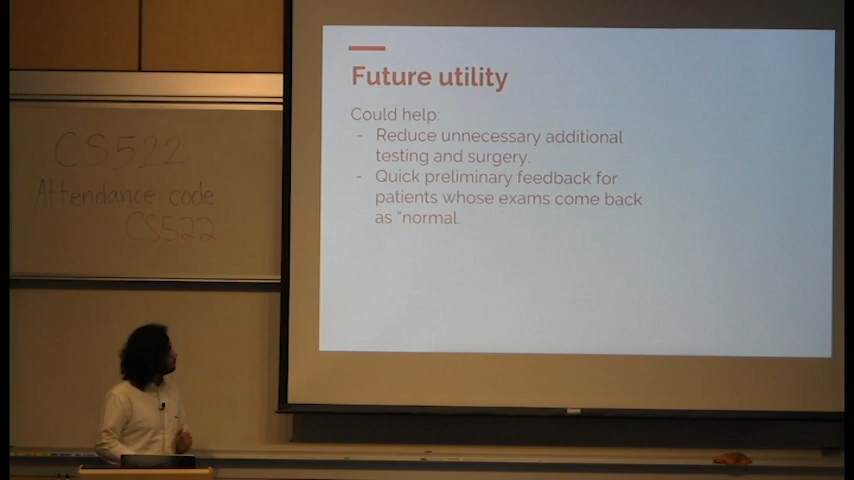 CS522
Attendance code
CS522
Future utility
Could help:
- Reduce unnecessary additional
testing and surgery.
- Quick preliminary feedback for
patients whose exams come back
as “normal.